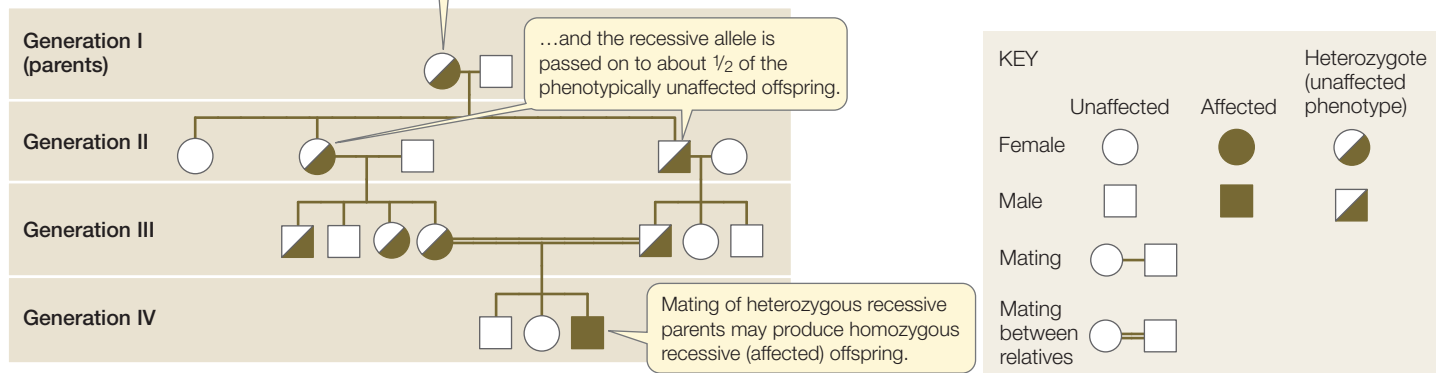 Generation I
(parents)
…and the recessive allele is
passed on to about 1/2 of the
phenotypically unaffected offspring.
Generation II
Generation III
Generation IV
Mating of heterozygous recessive
parents may produce homozygous
recessive (affected) offspring.
KEY
Heterozygote
(unaffected
phenotype)
Unaffected
Affected
Female
Male
Mating
Mating
between
relatives